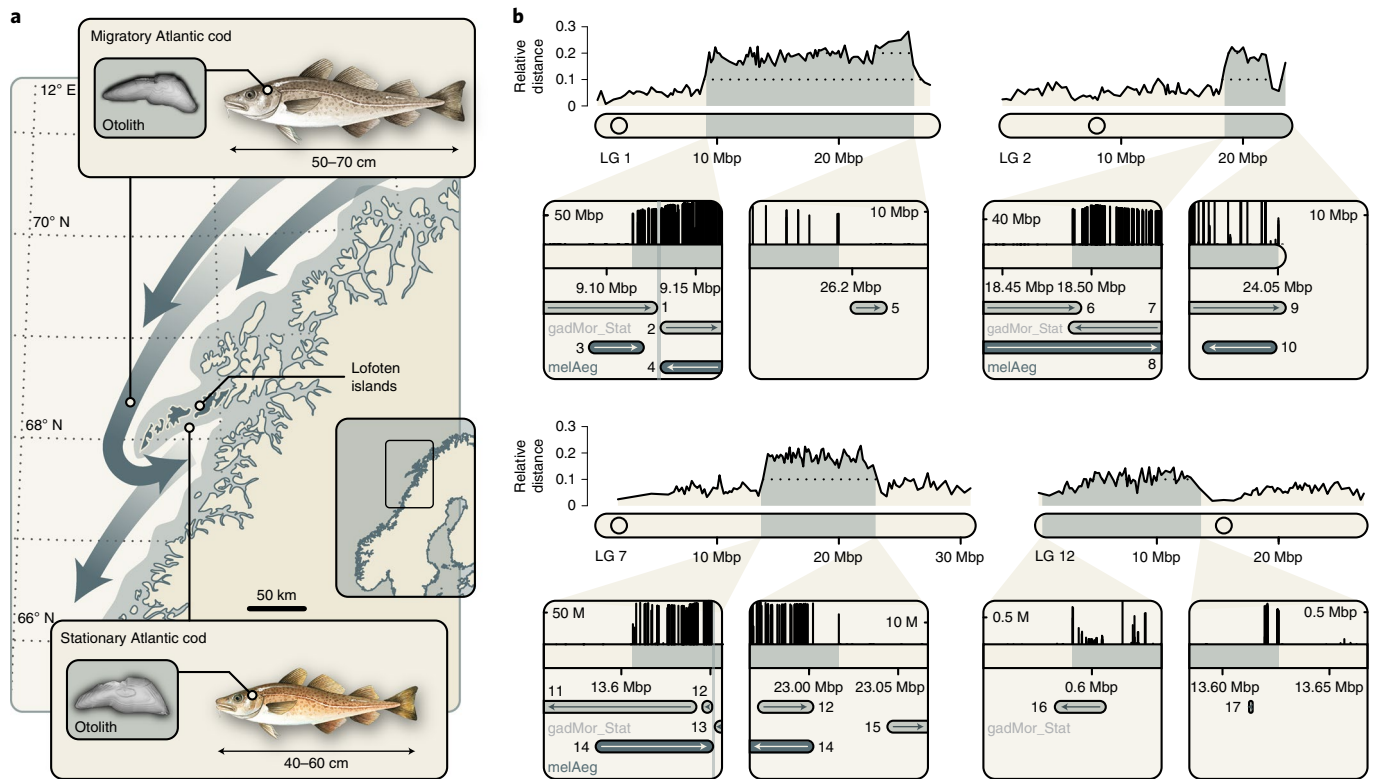 a
Migratory Atlantic cod
Otolith
50–70 cm
12° E
70° N
68° N
66° N
Lofoten
islands
50 km
Stationary Atlantic cod
Otolith
40–60 cm
b
Relative
distance
0.3
0.2
0.1
0
LG 1
10 Mbp
20 Mbp
LG 2
10 Mbp
20 Mbp
50 Mbp
9.10 Mbp
9.15 Mbp
1
gadMor_Stat
2
3
melAeg
4
10 Mbp
26.2 Mbp
5
40 Mbp
18.45 Mbp
18.50 Mbp
6
7
gadMor_Stat
melAeg
8
10 Mbp
24.05 Mbp
9
10
Relative
distance
0.3
0.2
0.1
0
LG 7
10 Mbp
20 Mbp
30 Mbp
LG 12
10 Mbp
20 Mbp
50 M
13.6 Mbp
11
12
gadMor_Stat
13
14
melAeg
10 M
23.00 Mbp
23.05 Mbp
12
15
14
0.5 M
0.6 Mbp
16
gadMor_Stat
0.5 Mbp
13.60 Mbp
13.65 Mbp
17